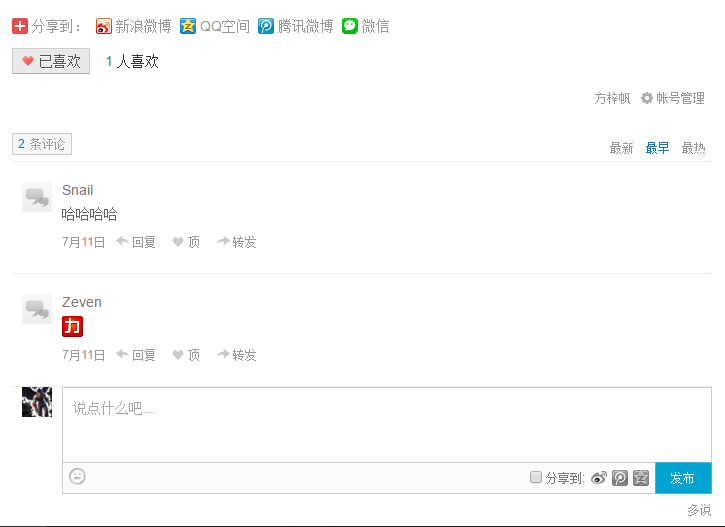 分享到： 新浪微博 QQ空间 腾讯微博 微信
已喜欢 1 人喜欢
方梓帆 帐号管理
2 条评论 最新 最早 最热
Snail
哈哈哈哈
7月11日 回复 顶 转发
Zeven
力
7月11日 回复 顶 转发
说点什么吧...
分享到: 发布
多说